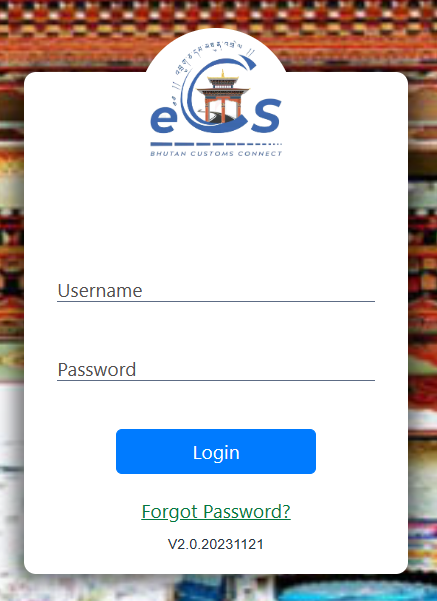 eCS
BHUTAN CUSTOMS CONNECT
Username
Password
Login
Forgot Password?
V2.0.20231121